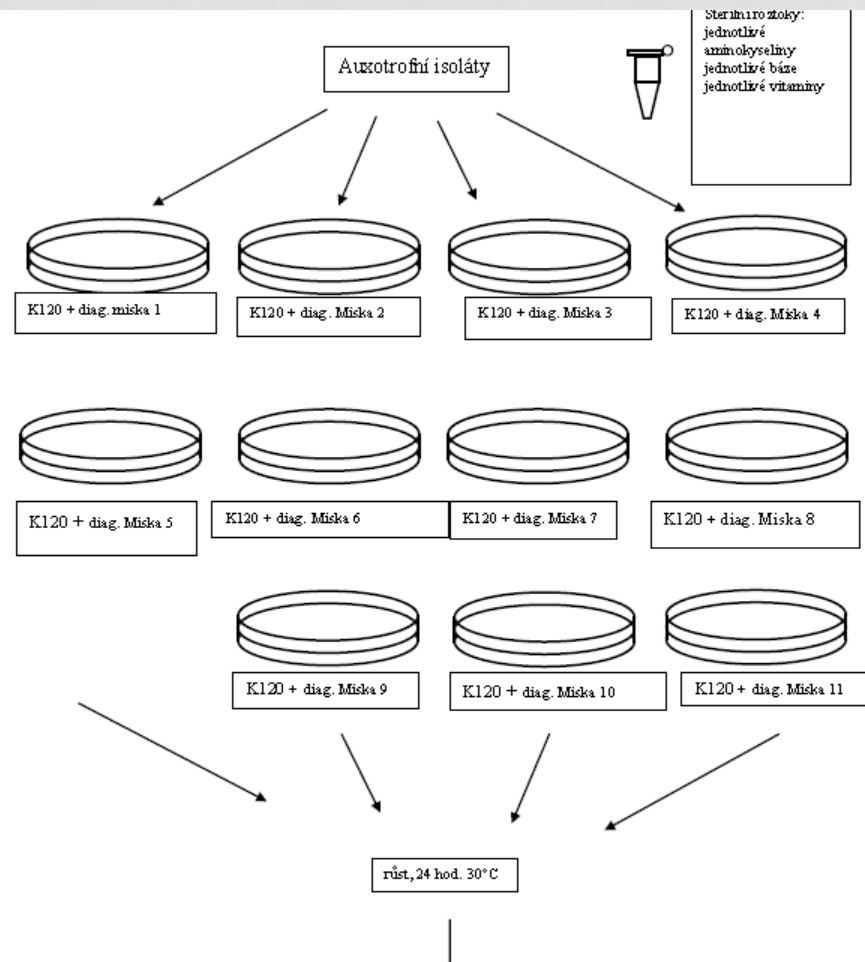 Sterilní roztoky:
jednotlivé
aminokyseliny
jednotlivé báze
jednotlivé vitaminy
Auxotrofní isoláty
K120 + diag. miska 1
K120 + diag. Miska 2
K120 + diag. Miska 3
K120 + diag. Miska 4
K120 + diag. Miska 5
K120 + diag. Miska 6
K120 + diag. Miska 7
K120 + diag. Miska 8
K120 + diag. Miska 9
K120 + diag. Miska 10
K120 + diag. Miska 11
růst, 24 hod. 30°C